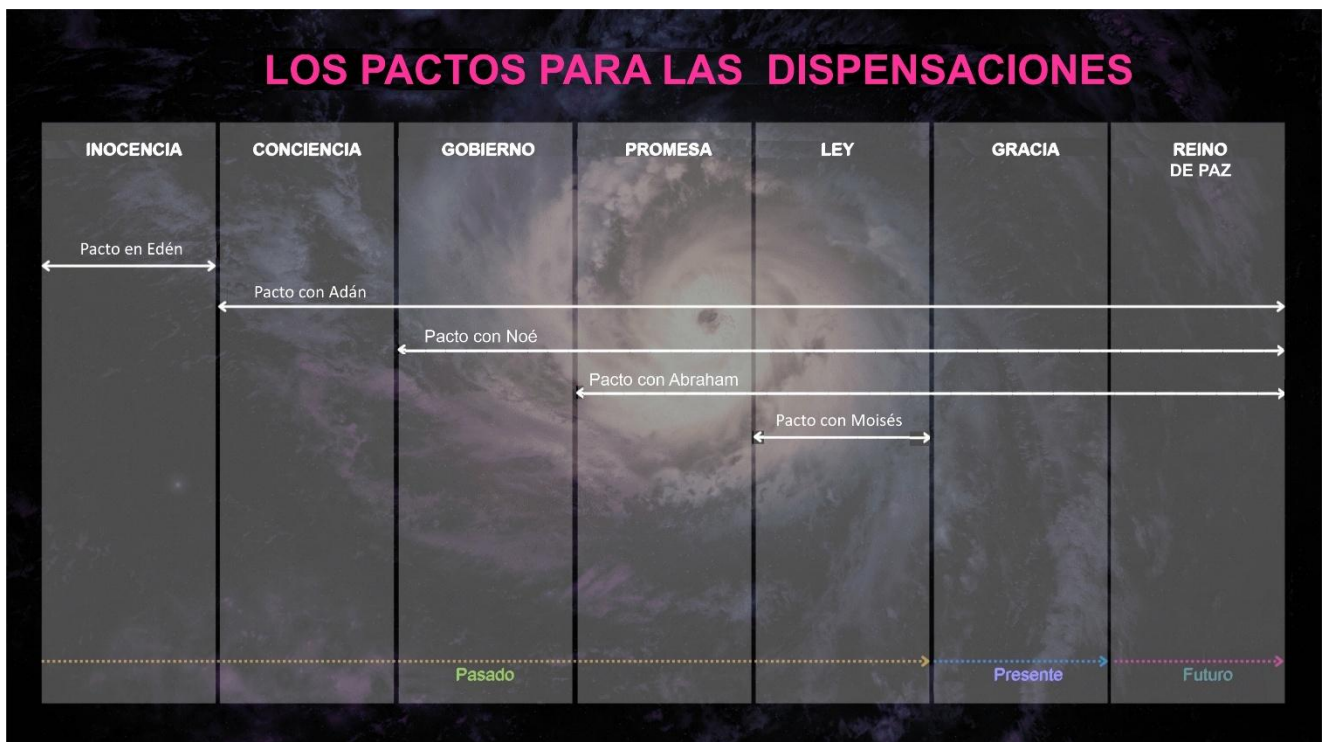 LOS PACTOS PARA LAS DISPENSACIONES
INOCENCIA
CONCIENCIA
GOBIERNO
PROMESA
LEY
GRACIA
REINO
DE PAZ
Pacto en Edén
Pacto con Adán
Pacto con Noé
Pacto con Abraham
Pacto con Moisés
Pasado
Presente
Futuro